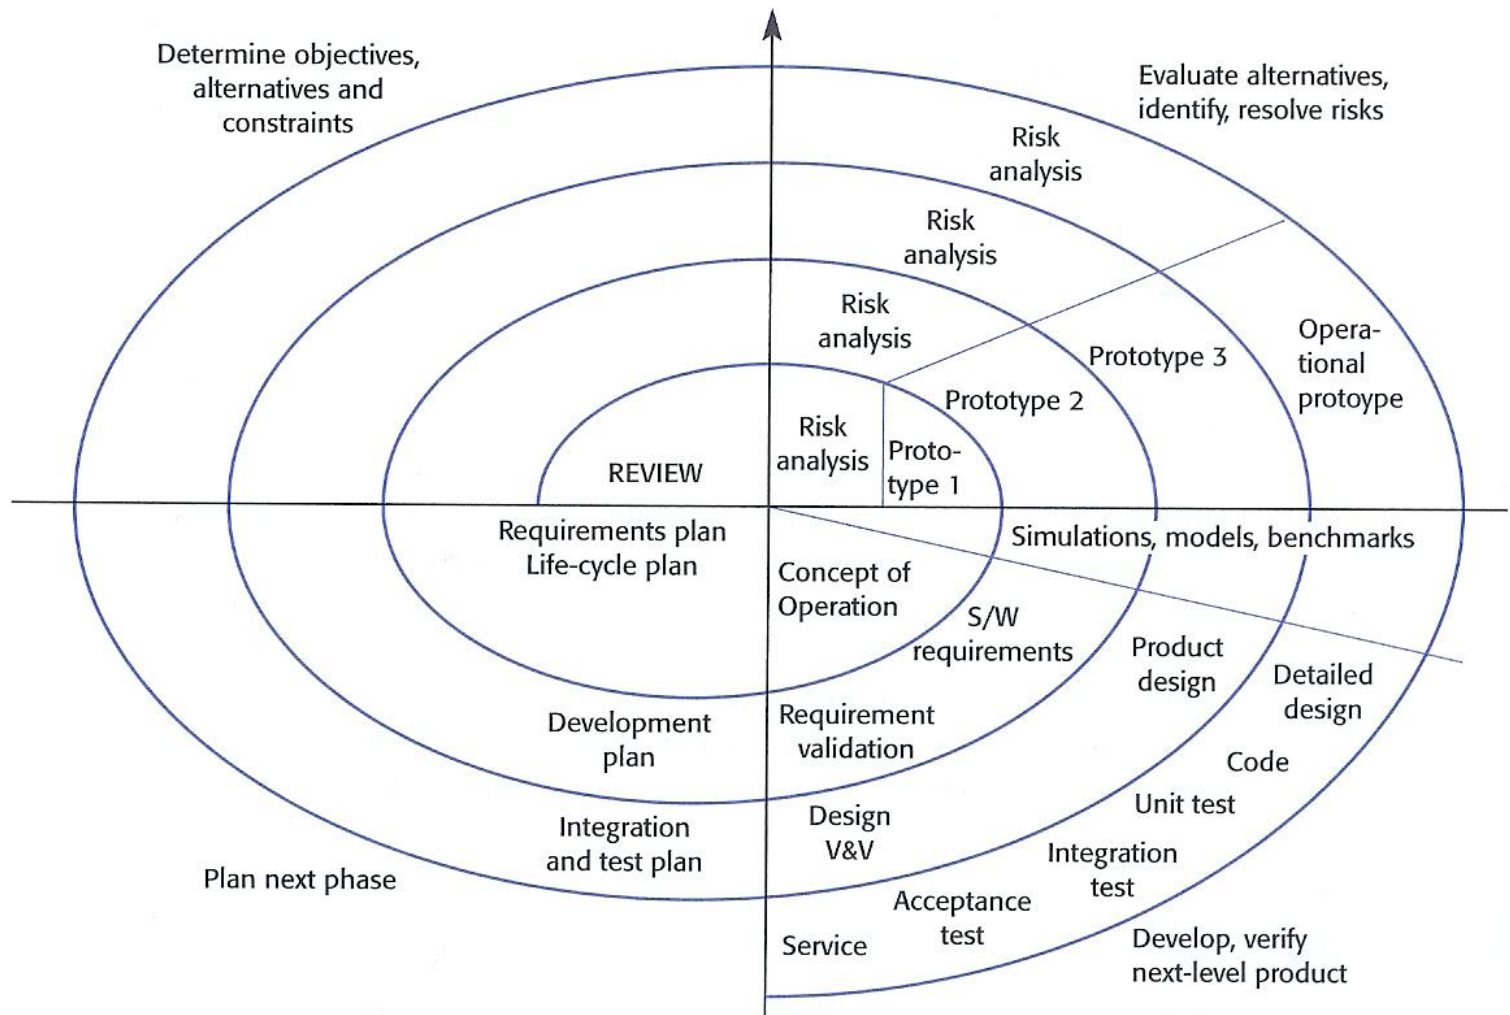 Determine objectives,
alternatives and
constraints
Evaluate alternatives,
identify, resolve risks
Risk
analysis
Risk
analysis
Risk
analysis
Opera-
tional
protoype
Prototype 3
Prototype 2
Risk
analysis
Proto-
type 1
REVIEW
Requirements plan
Life-cycle plan
Simulations, models, benchmarks
Concept of
Operation
S/W
requirements
Product
design
Detailed
design
Development
plan
Requirement
validation
Code
Unit test
Integration
and test plan
Design
V&V
Integration
test
Plan next phase
Acceptance
test
Service
Develop, verify
next-level product